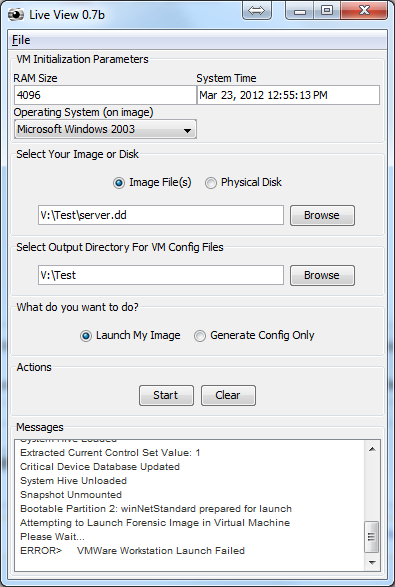 Live View 0.7b
File
VM Initialization Parameters
RAM Size System Time
4096 Mar 23, 2012 12:55:13 PM
Operating System (on image)
Microsoft Windows 2003
Select Your Image or Disk
Image File(s) Physical Disk
V:\Test\server.dd Browse
Select Output Directory For VM Config Files
V:\Test Browse
What do you want to do?
Launch My Image Generate Config Only
Actions
Start Clear
Messages
System Hive Loaded
Extracted Current Control Set Value: 1
Critical Device Database Updated
System Hive Unloaded
Snapshot Unmounted
Bootable Partition 2: winNetStandard prepared for launch
Attempting to Launch Forensic Image in Virtual Machine
Please Wait...
ERROR> VMWare Workstation Launch Failed